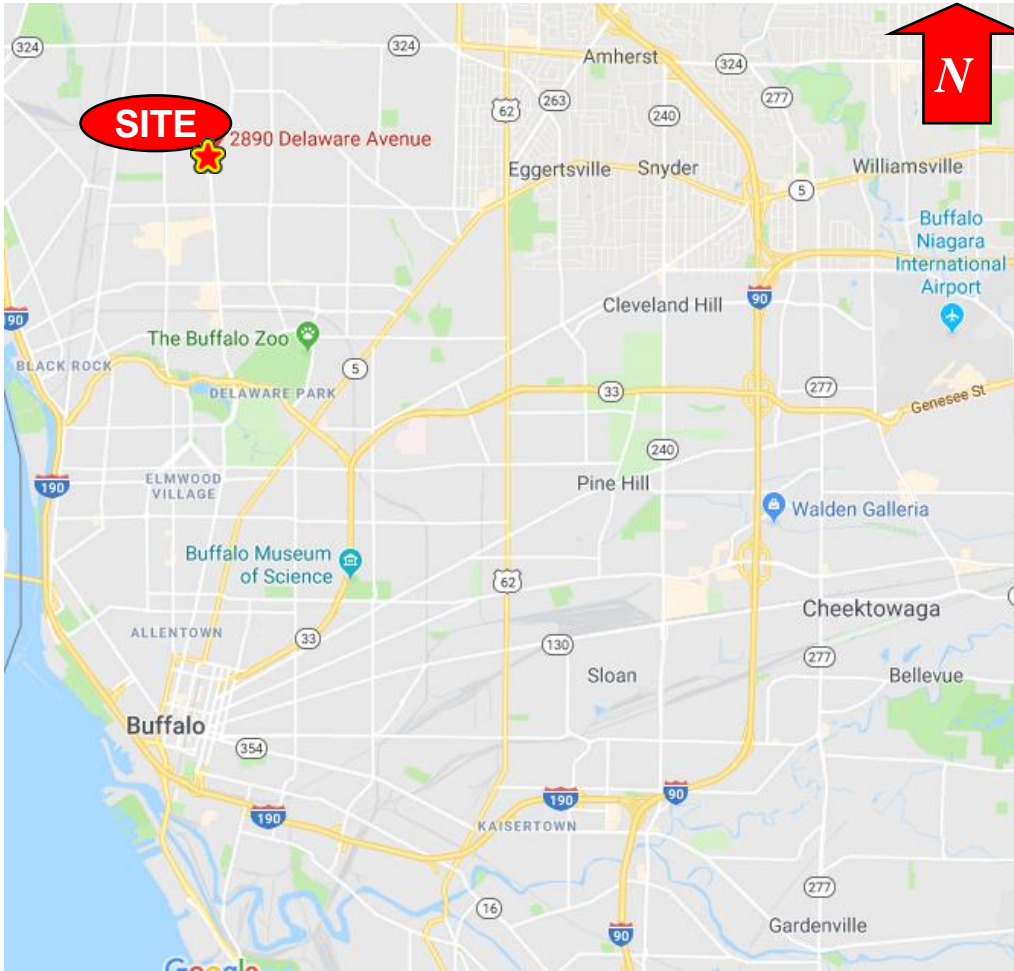 324
324
Amherst
324
N
SITE
2890 Delaware Avenue
62
263
277
240
Eggertsville
Snyder
Williamsville
5
Buffalo
Niagara
International
Airport
90
Cleveland Hill
90
The Buffalo Zoo
BLACK ROCK
5
DELAWARE PARK
33
277
Genesee St
240
ELMWOOD
VILLAGE
190
Pine Hill
Walden Galleria
Buffalo Museum
of Science
62
Cheektowaga
ALLENTOWN
33
130
277
Sloan
Bellevue
Buffalo
354
190
190
90
KAISERTOWN
277
16
Gardenville
90
Google